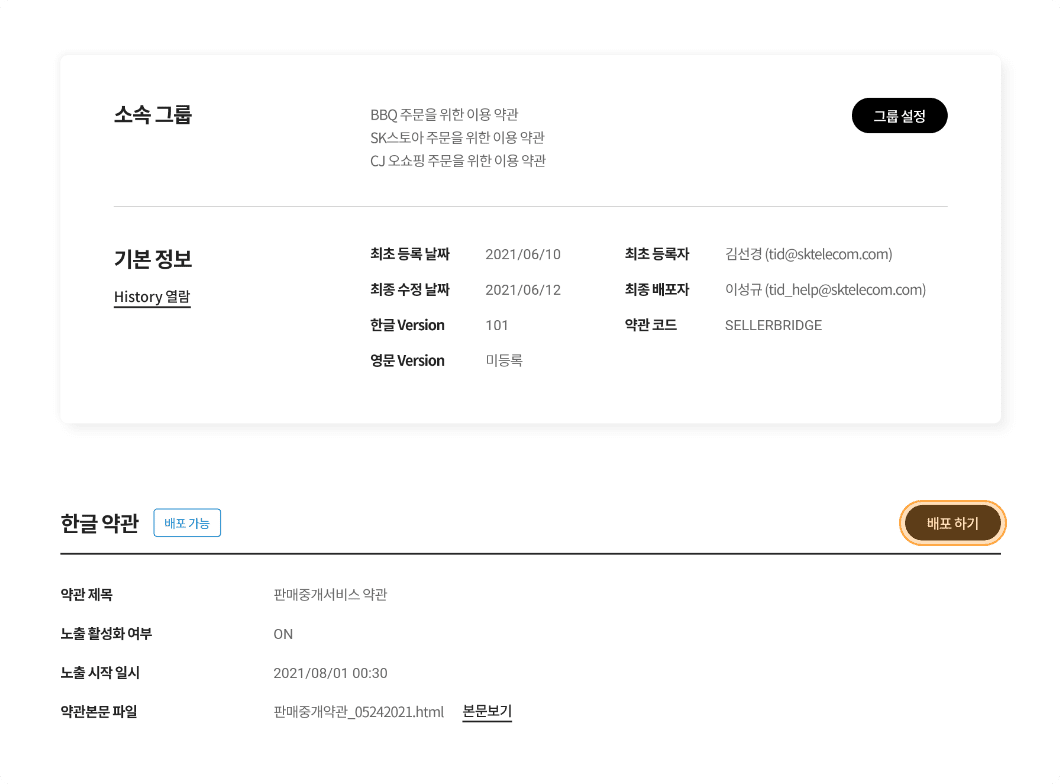 소속 그룹
BBQ 주문을 위한 이용 약관
SK스토아 주문을 위한 이용 약관
CJ 오쇼핑 주문을 위한 이용 약관
그룹 설정
기본 정보
History 열람
최초 등록 날짜 2021/06/10 최초 등록자 김선경 (tid@sktelecom.com)
최종 수정 날짜 2021/06/12 최종 배포자 이성규 (tid_help@sktelecom.com)
한글 Version 101 약관 코드 SELLERBRIDGE
영문 Version 미등록
한글 약관 배포 가능 배포 하기
약관 제목 판매중개서비스 약관
노출 활성화 여부 ON
노출 시작 일시 2021/08/01 00:30
약관본문 파일 판매중개약관_05242021.html 본문보기